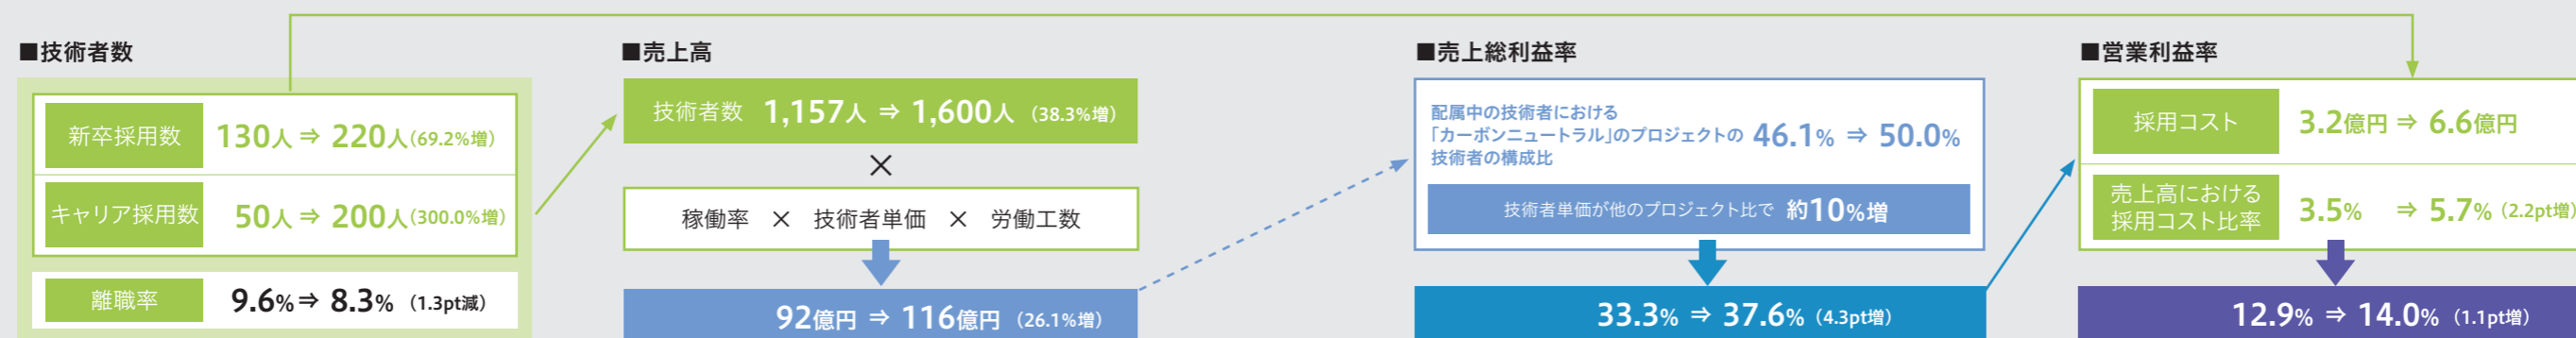 ■技術者数
新卒採用数 130人 ⇒ 220人(69.2%増)
キャリア採用数 50人 ⇒ 200人(300.0%増)
離職率 9.6%⇒ 8.3% (1.3pt減)
■売上高
技術者数 1,157人 ⇒ 1,600人 (38.3%増)
×
稼働率 × 技術者単価 × 労働工数
92億円 ⇒ 116億円 (26.1%増)
■売上総利益率
配属中の技術者における
「カーボンニュートラル」のプロジェクトの
技術者の構成比
46.1% ⇒ 50.0%
技術者単価が他のプロジェクト比で 約10%増
33.3% ⇒ 37.6% (4.3pt増)
■営業利益率
採用コスト 3.2億円 ⇒ 6.6億円
売上高における
採用コスト比率
3.5% ⇒ 5.7% (2.2pt増)
12.9% ⇒ 14.0% (1.1pt増)